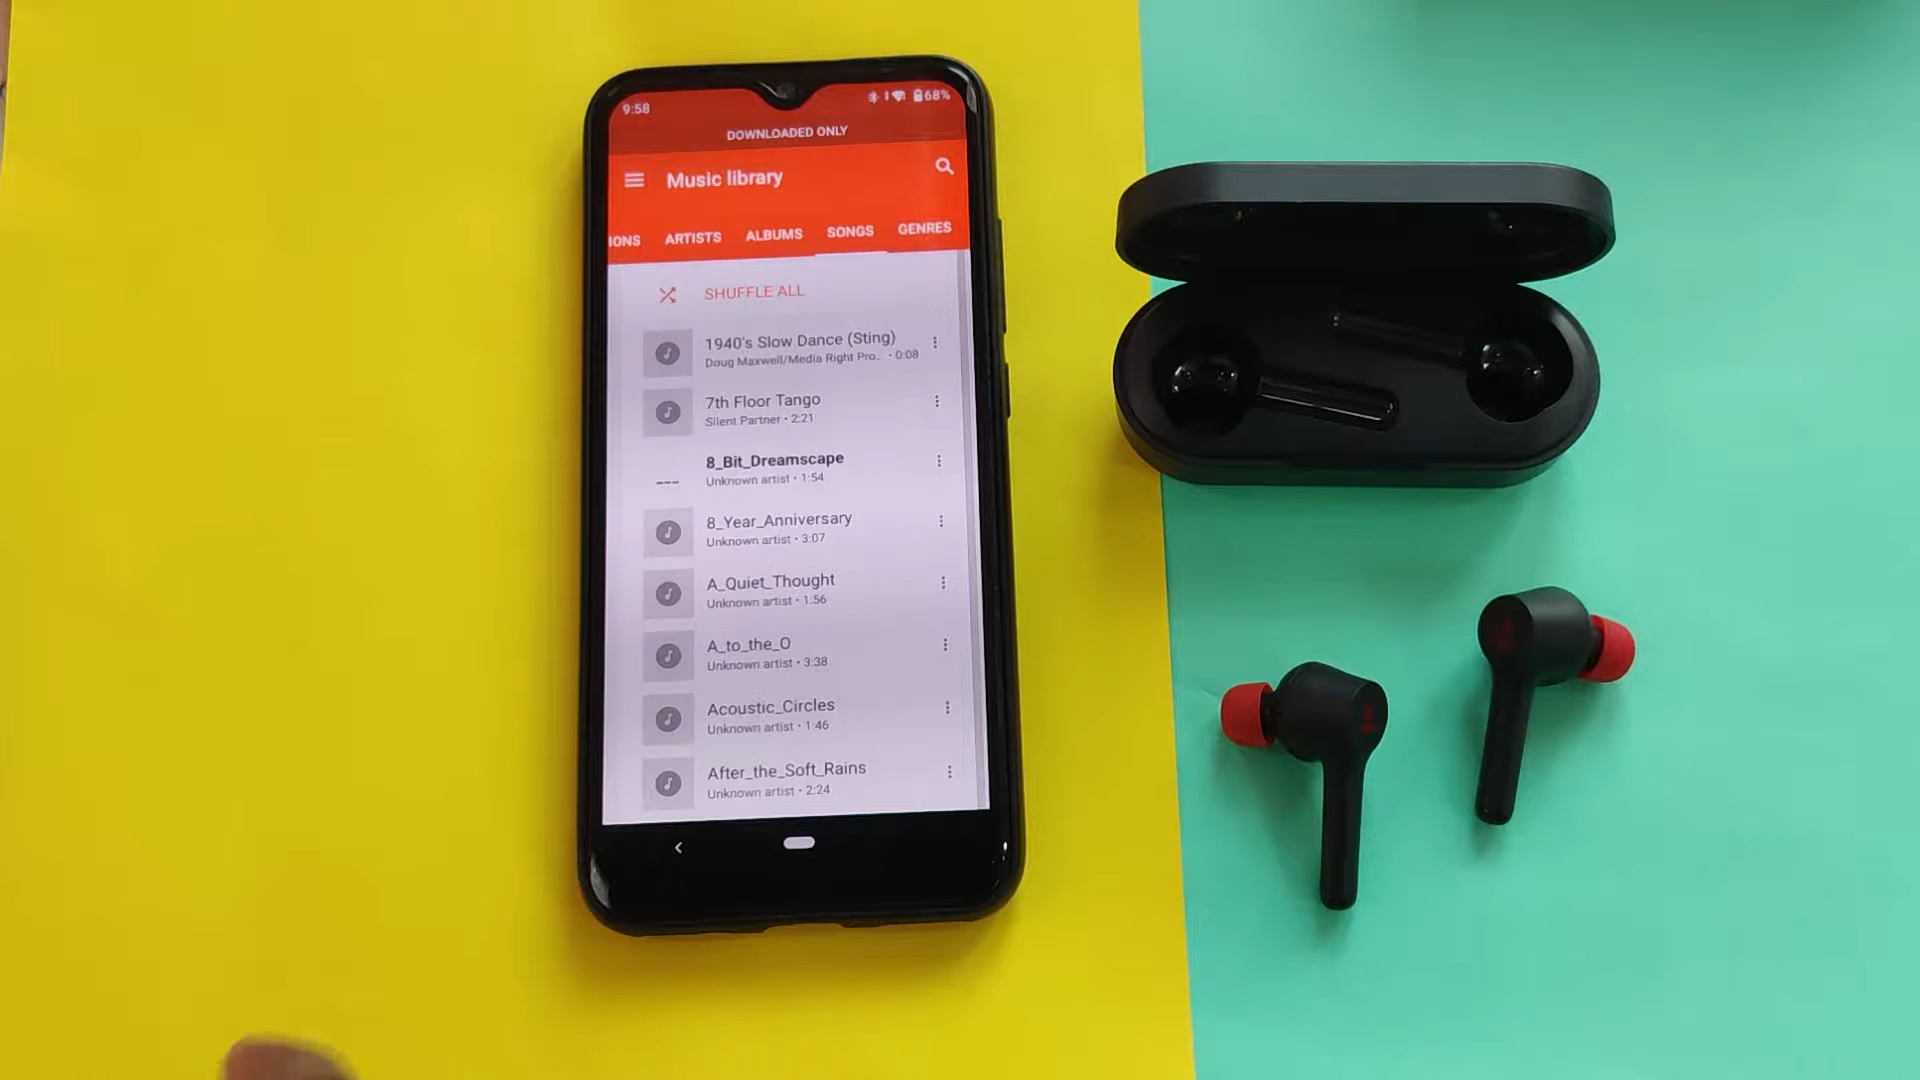 9:58
68%
DOWNLOADED ONLY
Music library
IONS ARTISTS ALBUMS SONGS GENRES
SHUFFLE ALL
1940's Slow Dance (Sting)
Doug Maxwell/Media Right Pro.. • 0:08
7th Floor Tango
Silent Partner • 2:21
8_Bit_Dreamscape
Unknown artist • 1:54
8_Year_Anniversary
Unknown artist • 3:07
A_Quiet_Thought
Unknown artist • 1:56
A_to_the_O
Unknown artist • 3:38
Acoustic_Circles
Unknown artist • 1:46
After_the_Soft_Rains
Unknown artist • 2:24